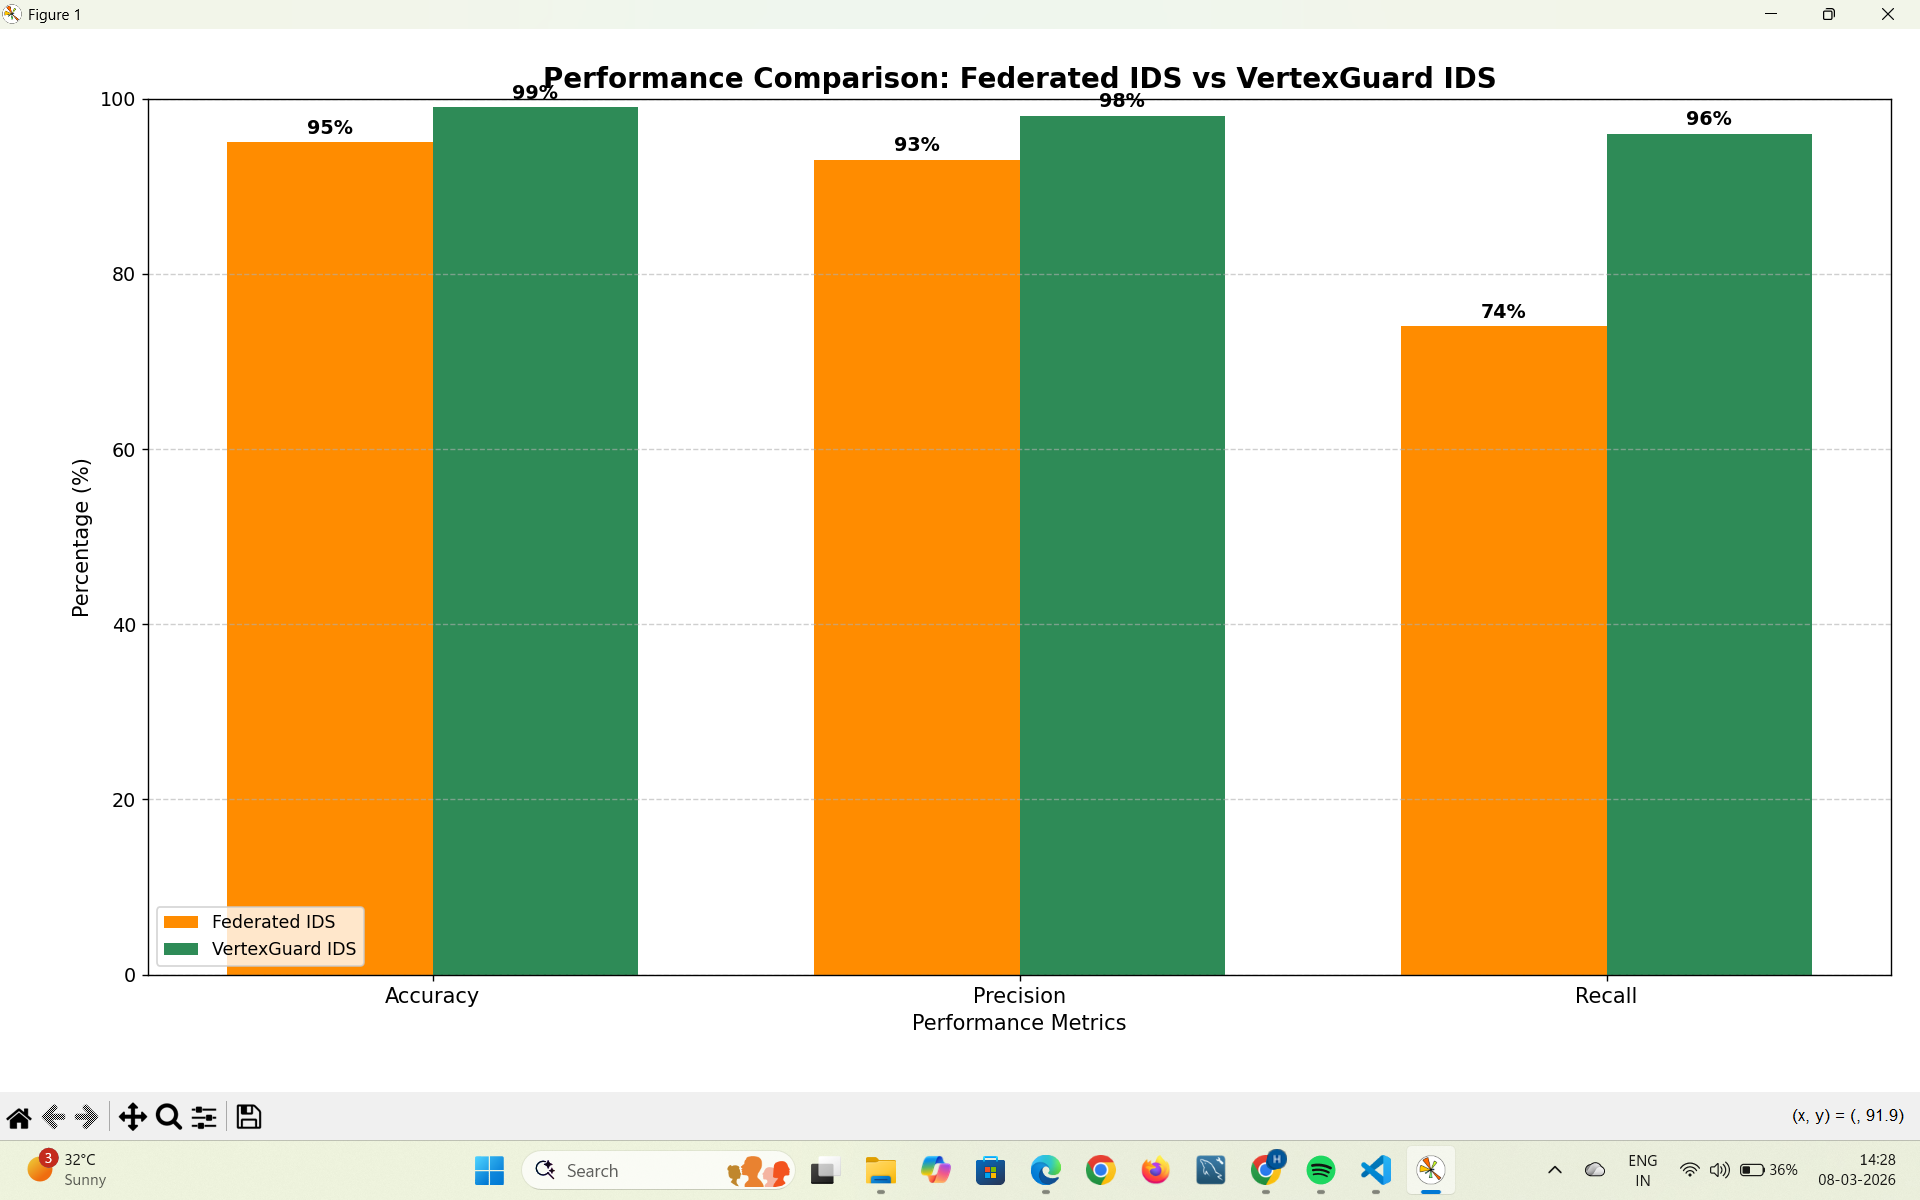 Figure 1
Performance Comparison: Federated IDS vs VertexGuard IDS
99%
98%
95%
93%
96%
74%
100
80
60
40
20
0
Percentage (%)
Federated IDS
VertexGuard IDS
Accuracy
Precision
Recall
Performance Metrics
(x, y) = (, 91.9)
3
32°C
Sunny
Search
H
ENG
IN
36%
14:28
08-03-2026